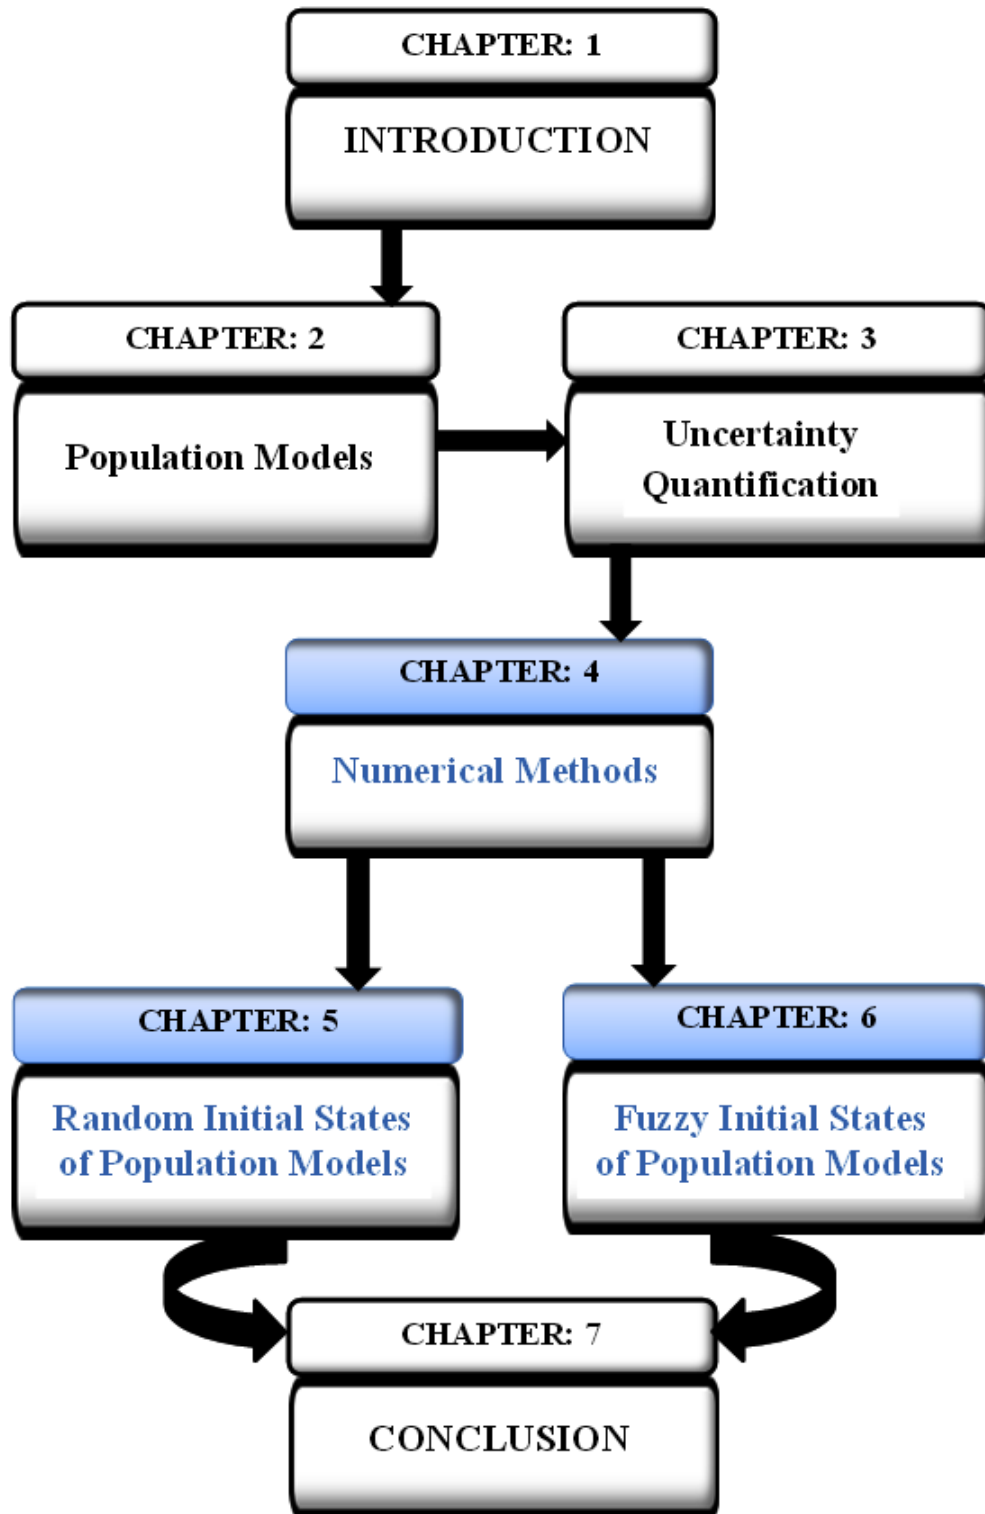 CHAPTER: 1
INTRODUCTION
CHAPTER: 2
Population Models
CHAPTER: 3
Uncertainty
Quantification
CHAPTER: 4
Numerical Methods
CHAPTER: 5
Random Initial States
of Population Models
CHAPTER: 6
Fuzzy Initial States
of Population Models
CHAPTER: 7
CONCLUSION